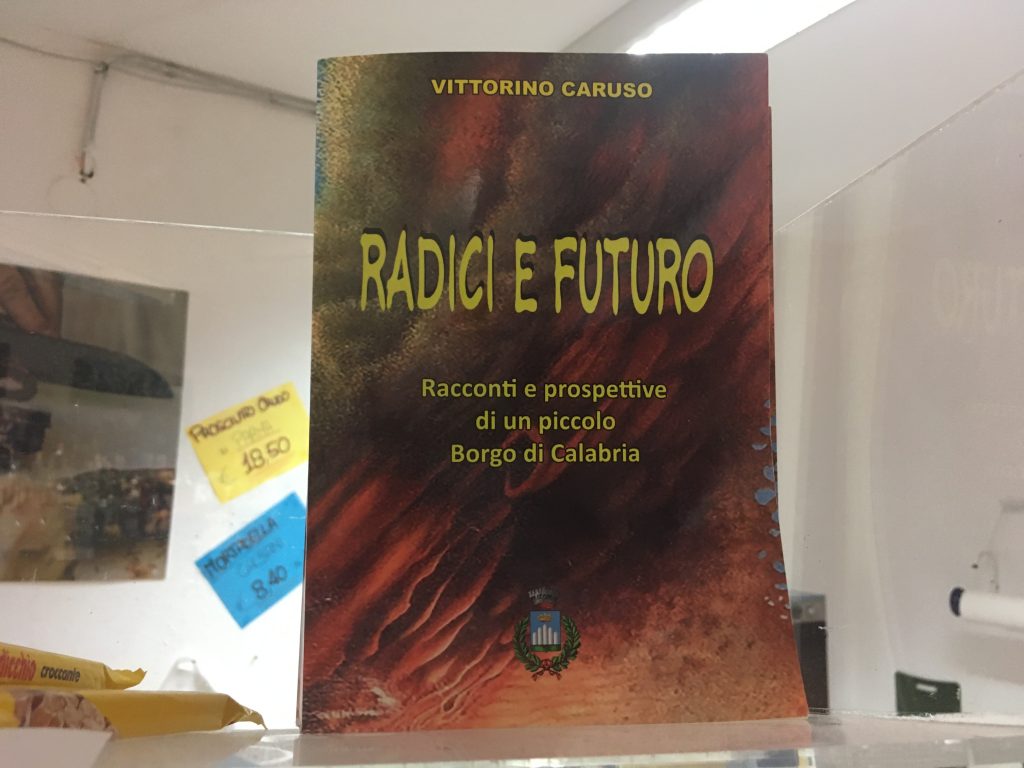 VITTORINO CARUSO
RADICI E FUTURO
Racconti e prospettive
di un piccolo
Borgo di Calabria
PROSCIUTTO CRUDO
PARMA
€ 18.50
MORTADELLA
€ 8,40
croccante